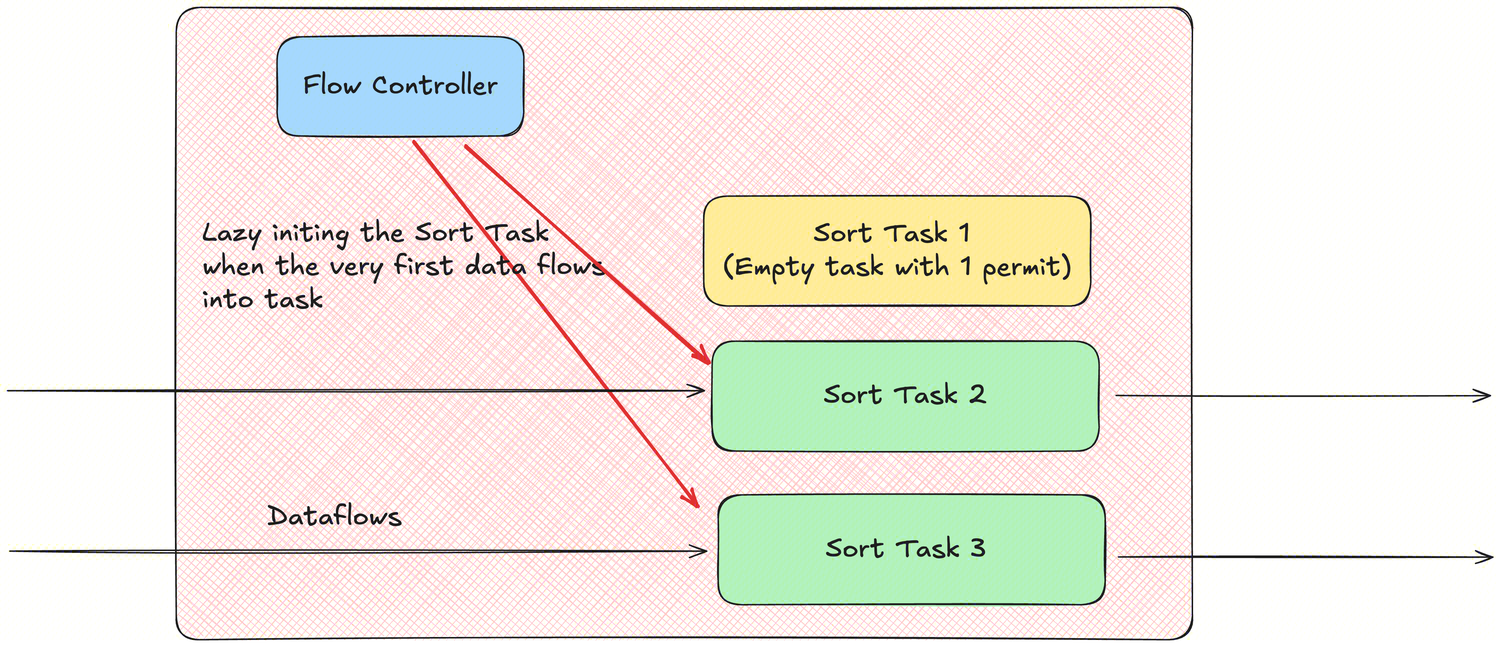 Flow Controller
Lazy initing the Sort Task
when the very first data flows
into task
Sort Task 1
(Empty task with 1 permit)
Sort Task 2
Dataflows
Sort Task 3